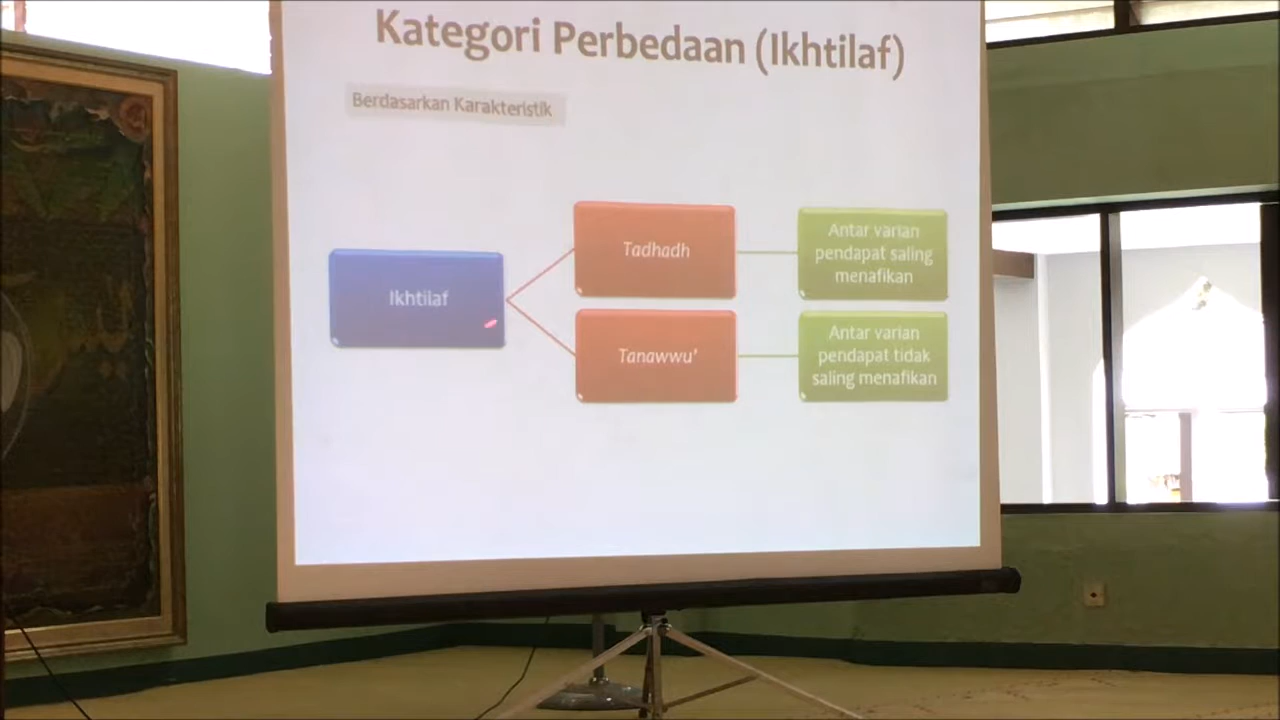 Kategori Perbedaan (Ikhtilaf)
Berdasarkan Karakteristik
Ikhtilaf
Tadhadh
Antar varian
pendapat saling
menafikan
Tanawwu'
Antar varian
pendapat tidak
saling menafikan